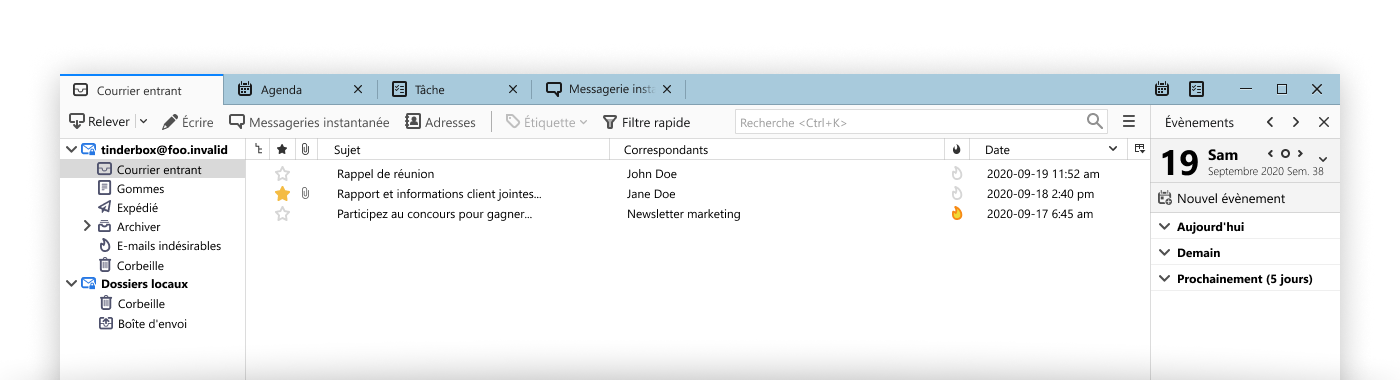 Courrier entrant
Agenda
Tâche
Messagerie insta
Relever
Écrire
Messageries instantanée
Adresses
Étiquette
Filtre rapide
Recherche <Ctrl+K>
Évènements
tinderbox@foo.invalid
Courrier entrant
Gommes
Expédié
Archiver
E-mails indésirables
Corbeille
Dossiers locaux
Corbeille
Boîte d'envoi
Sujet Correspondants Date
Rappel de réunion John Doe 2020-09-19 11:52 am
Rapport et informations client jointes... Jane Doe 2020-09-18 2:40 pm
Participez au concours pour gagner... Newsletter marketing 2020-09-17 6:45 am
19 Sam
Septembre 2020 Sem. 38
Nouvel évènement
Aujourd'hui
Demain
Prochainement (5 jours)